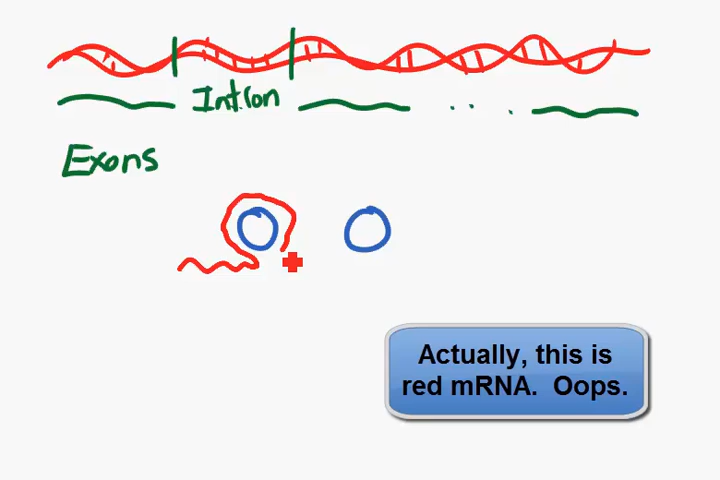 Intron
Exons
Actually, this is
red mRNA. Oops.